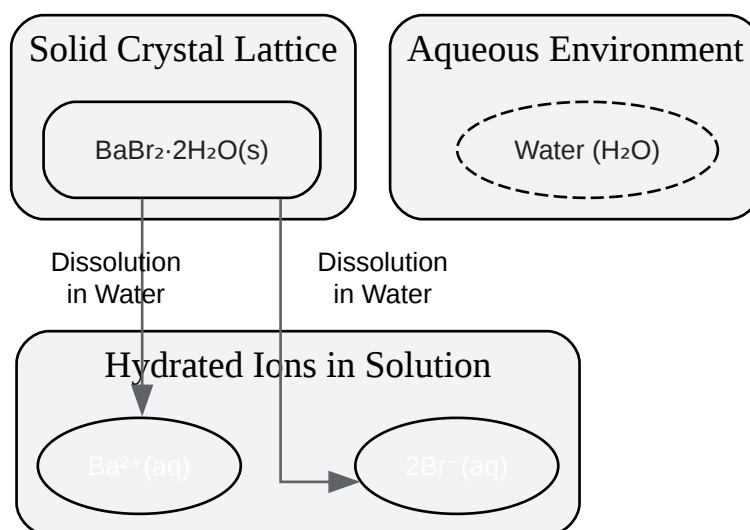 Solid Crystal Lattice
Aqueous Environment
BaBr₂·2H₂O(s)
Water (H₂O)
Dissolution
in Water
Dissolution
in Water
Hydrated Ions in Solution
Ba²⁺(aq)
2Br⁻(aq)